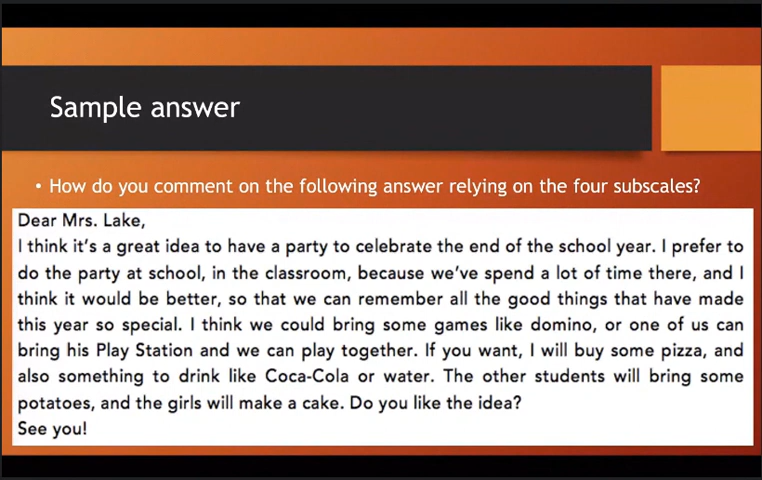 Sample answer
• How do you comment on the following answer relying on the four subscales?
Dear Mrs. Lake,
I think it's a great idea to have a party to celebrate the end of the school year. I prefer to
do the party at school, in the classroom, because we've spend a lot of time there, and I
think it would be better, so that we can remember all the good things that have made
this year so special. I think we could bring some games like domino, or one of us can
bring his Play Station and we can play together. If you want, I will buy some pizza, and
also something to drink like Coca-Cola or water. The other students will bring some
potatoes, and the girls will make a cake. Do you like the idea?
See you!